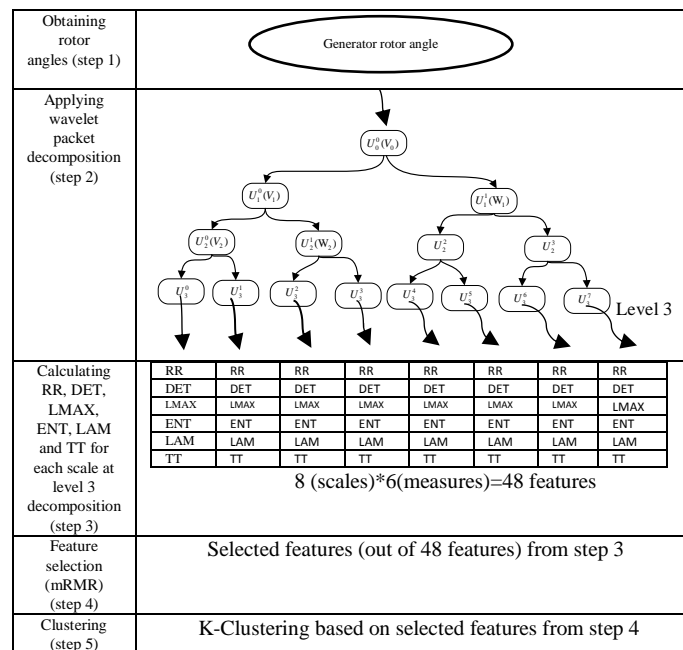 Obtaining
rotor
angles (step 1)
Generator rotor angle
Applying
wavelet
packet
decomposition
(step 2)
U_0^0(V_0)
U_1^0(V_1)
U_1^1(W_1)
U_2^0(V_2)
U_2^1(W_2)
U_2^2
U_2^3
U_3^0
U_3^1
U_3^2
U_3^3
U_3^4
U_3^5
U_3^6
U_3^7
Level 3
Calculating
RR, DET,
LMAX,
ENT, LAM
and TT for
each scale at
level 3
decomposition
(step 3)
RR RR RR RR RR RR RR RR
DET DET DET DET DET DET DET DET
LMAX LMAX LMAX LMAX LMAX LMAX LMAX LMAX
ENT ENT ENT ENT ENT ENT ENT ENT
LAM LAM LAM LAM LAM LAM LAM LAM
TT TT TT TT TT TT TT TT
8 (scales)*6(measures)=48 features
Feature
selection
(mRMR)
(step 4)
Selected features (out of 48 features) from step 3
Clustering
(step 5)
K-Clustering based on selected features from step 4